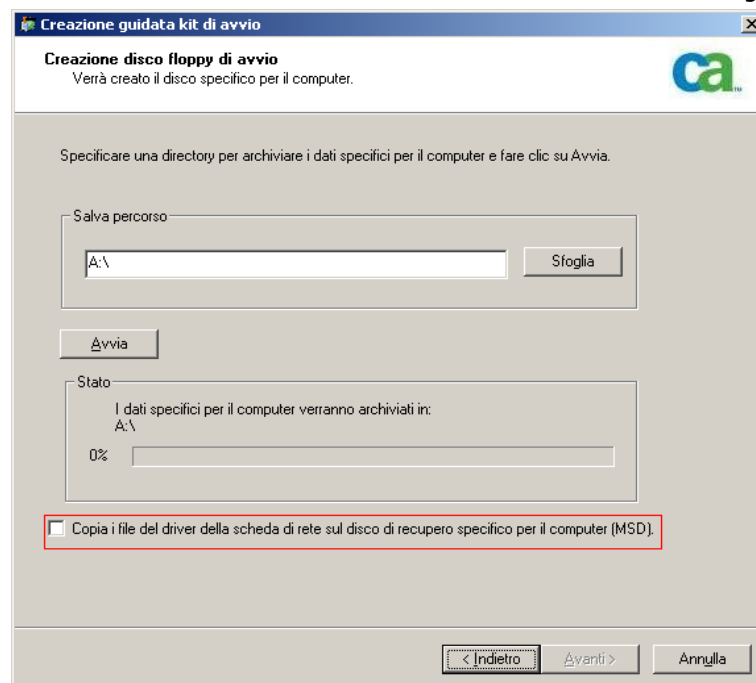 Creazione guidata kit di avvio
Creazione disco floppy di avvio
Verrà creato il disco specifico per il computer.
ca
Specificare una directory per archiviare i dati specifici per il computer e fare clic su Avvia.
Salva percorso
A:\
Sfoglia
Avvia
Stato
I dati specifici per il computer verranno archiviati in:
A:\
0%
Copia i file del driver della scheda di rete sul disco di recupero specifico per il computer (MSD).
< Indietro
Avanti >
Annulla